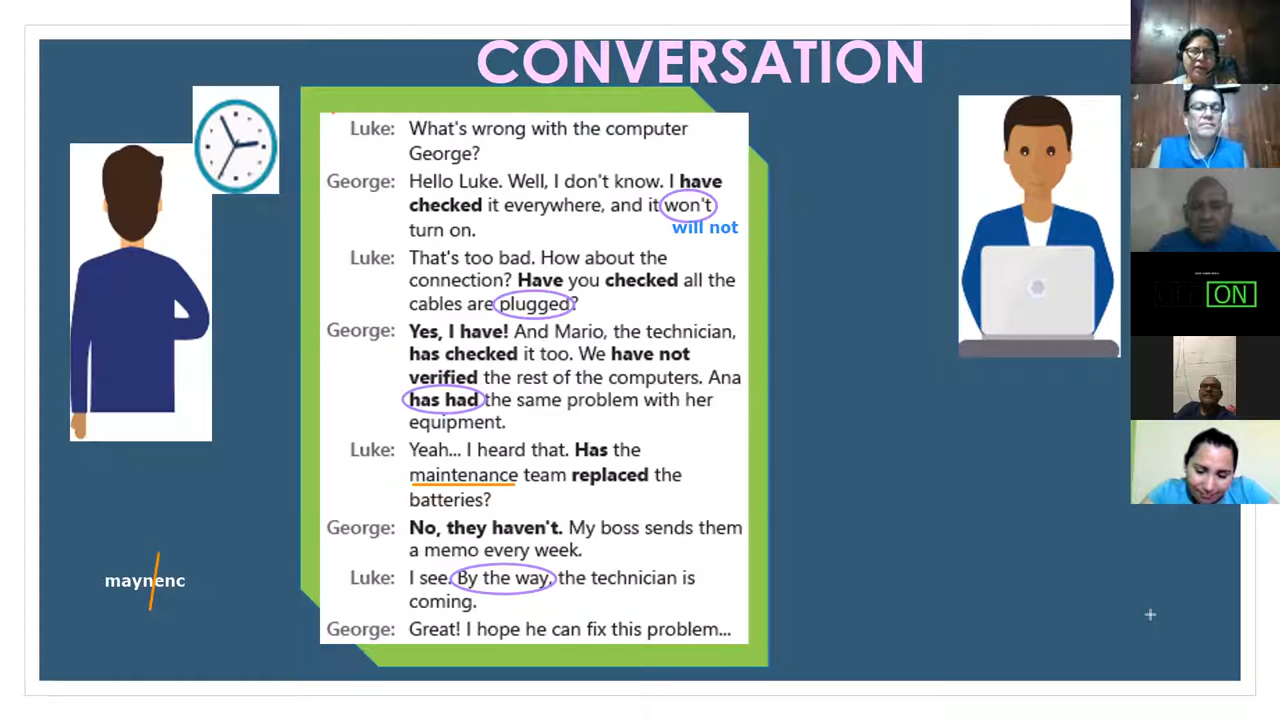 CONVERSATION
Luke: What's wrong with the computer
George?
George: Hello Luke. Well, I don't know. I have
checked it everywhere, and it won't
will not
turn on.
Luke: That's too bad. How about the
connection? Have you checked all the
cables are plugged?
George: Yes, I have! And Mario, the technician,
has checked it too. We have not
verified the rest of the computers. Ana
has had the same problem with her
equipment.
Luke: Yeah... I heard that. Has the
maintenance team replaced the
batteries?
George: No, they haven't. My boss sends them
a memo every week.
Luke: I see. By the way, the technician is
coming.
George: Great! I hope he can fix this problem...
maynenc
ON